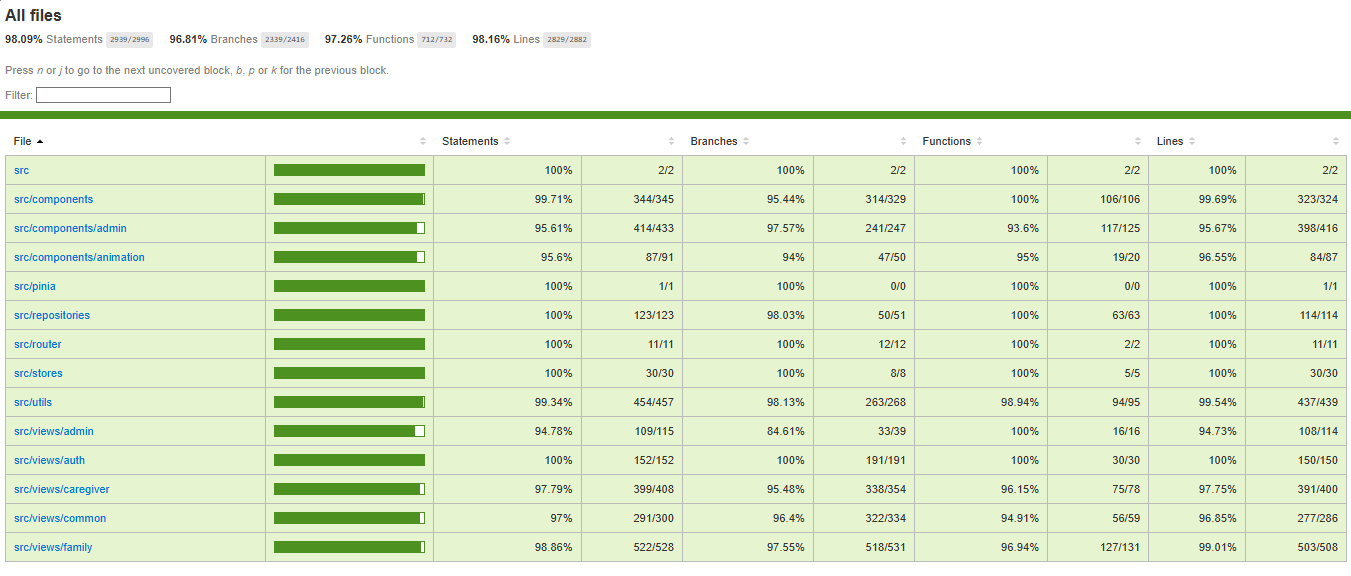 All files
98.09% Statements 2939/2996 96.81% Branches 2339/2416 97.26% Functions 712/732 98.16% Lines 2829/2882
Press n or j to go to the next uncovered block, b, p or k for the previous block.
Filter:
File Statements Branches Functions Lines
src 100% 2/2 100% 2/2 100% 2/2 100% 2/2
src/components 99.71% 344/345 95.44% 314/329 100% 106/106 99.69% 323/324
src/components/admin 95.61% 414/433 97.57% 241/247 93.6% 117/125 95.67% 398/416
src/components/animation 95.6% 87/91 94% 47/50 95% 19/20 96.55% 84/87
src/pinia 100% 1/1 100% 0/0 100% 0/0 100% 1/1
src/repositories 100% 123/123 98.03% 50/51 100% 63/63 100% 114/114
src/router 100% 11/11 100% 12/12 100% 2/2 100% 11/11
src/stores 100% 30/30 100% 8/8 100% 5/5 100% 30/30
src/utils 99.34% 454/457 98.13% 263/268 98.94% 94/95 99.54% 437/439
src/views/admin 94.78% 109/115 84.61% 33/39 100% 16/16 94.73% 108/114
src/views/auth 100% 152/152 100% 191/191 100% 30/30 100% 150/150
src/views/caregiver 97.79% 399/408 95.48% 338/354 96.15% 75/78 97.75% 391/400
src/views/common 97% 291/300 96.4% 322/334 94.91% 56/59 96.85% 277/286
src/views/family 98.86% 522/528 97.55% 518/531 96.94% 127/131 99.01% 503/508